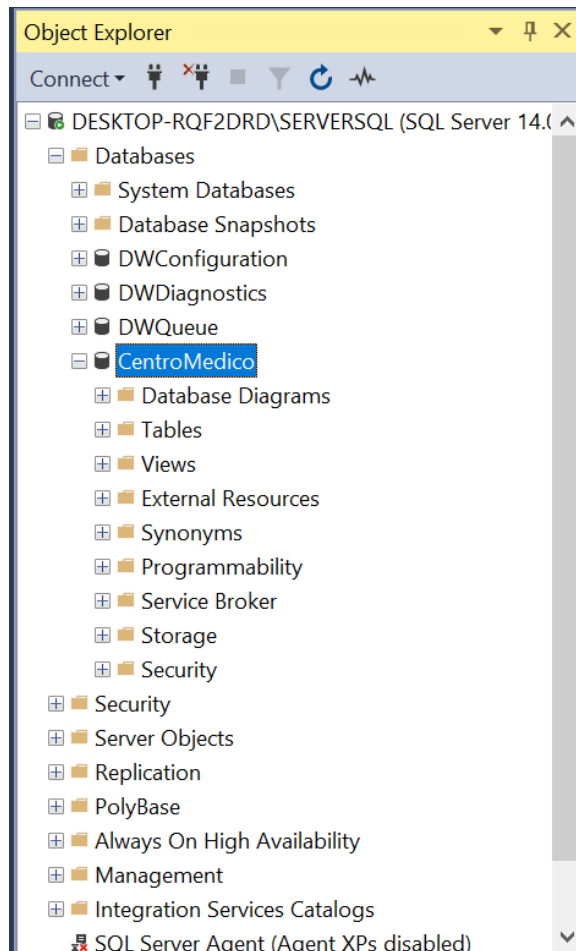 Object Explorer
Connect
DESKTOP-RQF2DRD\SERVERSQL (SQL Server 14.0
Databases
System Databases
Database Snapshots
DWConfiguration
DWDiagnostics
DWQueue
CentroMedico
Database Diagrams
Tables
Views
External Resources
Synonyms
Programmability
Service Broker
Storage
Security
Security
Server Objects
Replication
PolyBase
Always On High Availability
Management
Integration Services Catalogs
SQL Server Agent (Agent XPs disabled)